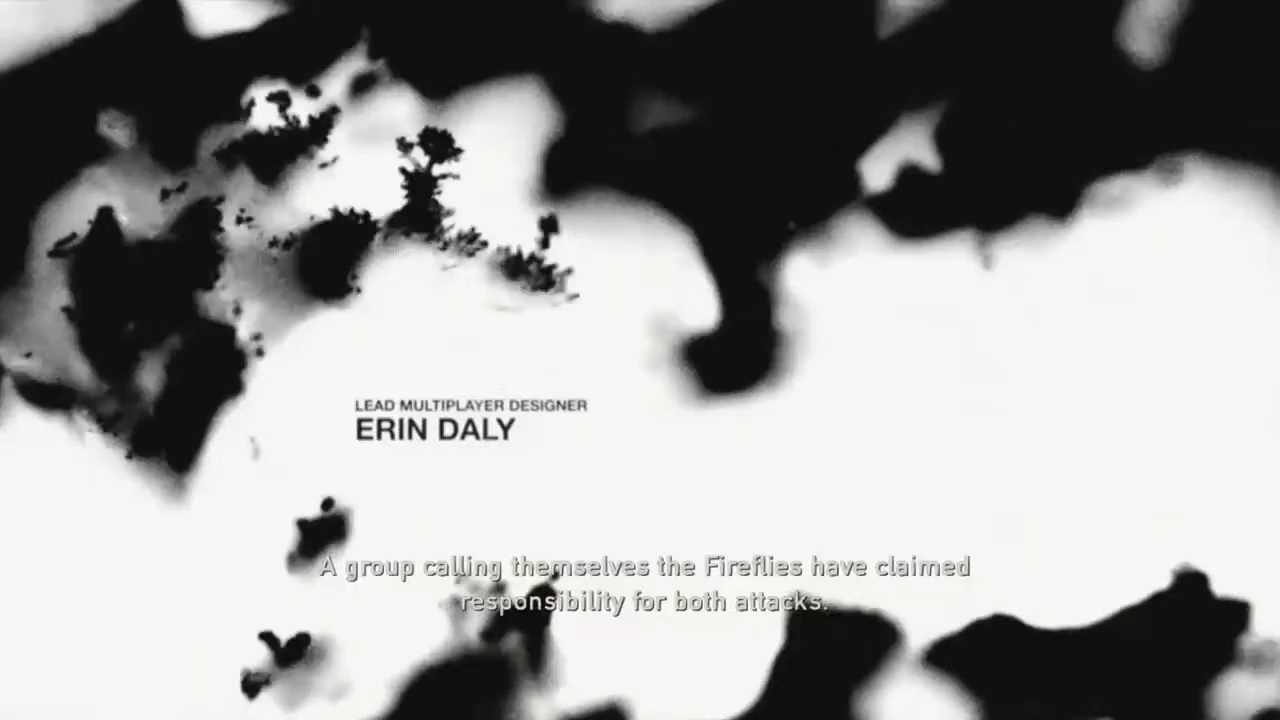 LEAD MULTIPLAYER DESIGNER
ERIN DALY
A group calling themselves the Fireflies have claimed
responsibility for both attacks.